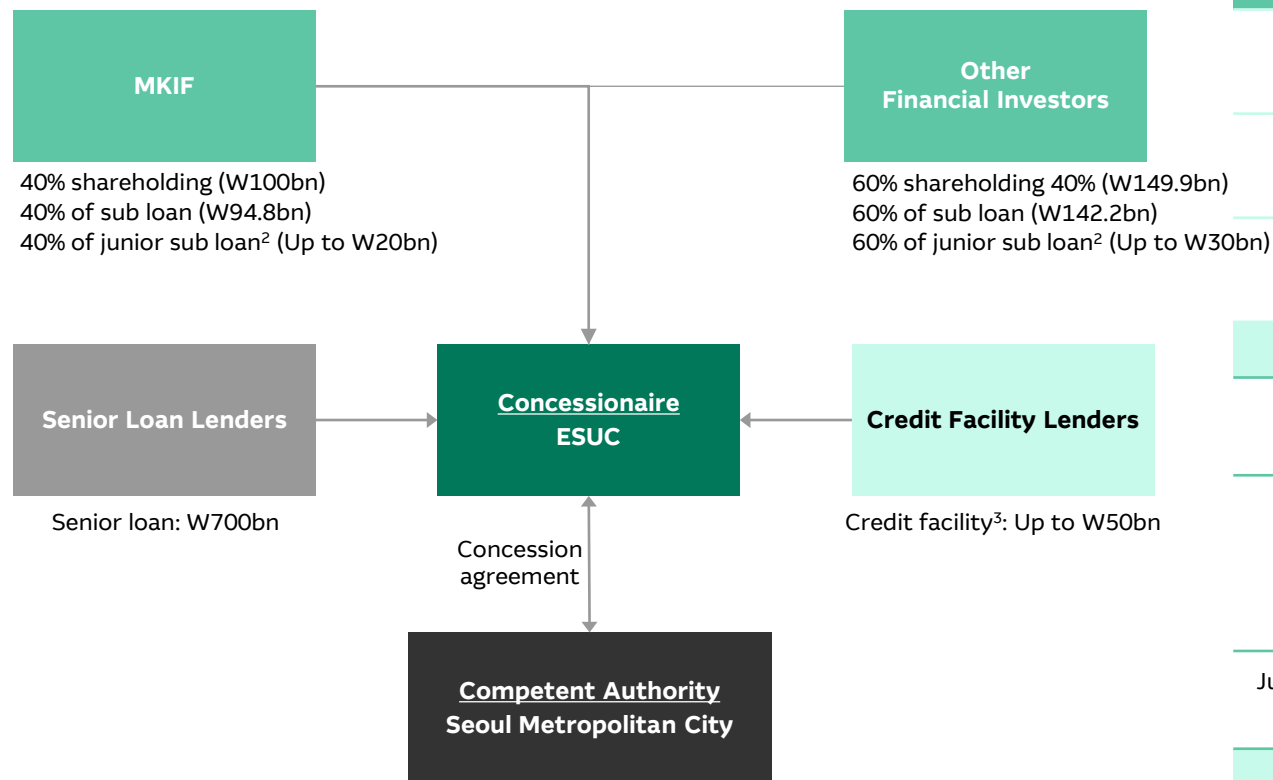 MKIF
Other
Financial Investors
40% shareholding (W100bn)
40% of sub loan (W94.8bn)
40% of junior sub loan² (Up to W20bn)
60% shareholding 40% (W149.9bn)
60% of sub loan (W142.2bn)
60% of junior sub loan² (Up to W30bn)
Senior Loan Lenders
Concessionaire
ESUC
Credit Facility Lenders
Senior loan: W700bn
Credit facility³: Up to W50bn
Concession
agreement
Competent Authority
Seoul Metropolitan City